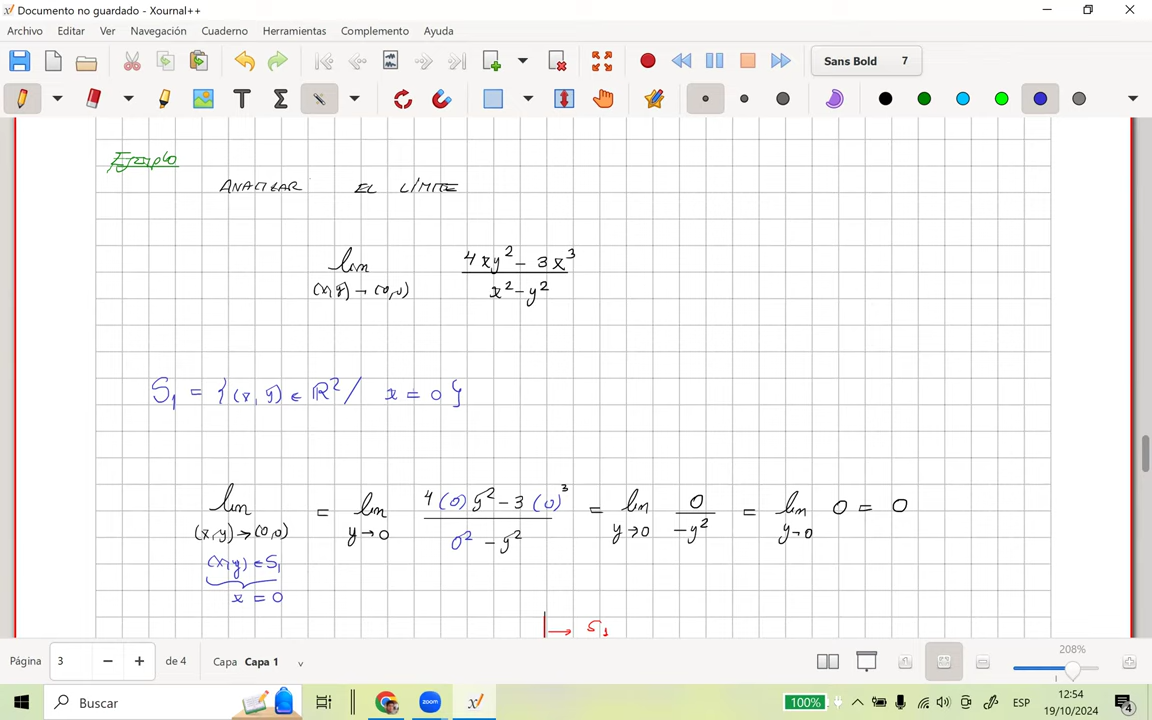 Documento no guardado - Xournal++
Archivo Editar Ver Navegación Cuaderno Herramientas Complemento Ayuda
Sans Bold 7
Ejemplo
ANALIZAR EL LÍMITE
lim (x,y)→(0,0) (4xy² - 3x³)/(x² - y²)
S₁ = {(x,y) ∈ ℝ² / x = 0}
lim (x,y)→(0,0) = lim y→0 (4(0)y² - 3(0)³)/(0² - y²) = lim y→0 0/(-y²) = lim y→0 0 = 0
(x,y) ∈ S₁
x = 0
→ S₁
Página 3 de 4 Capa Capa 1 208%
Buscar zoom 100% ESP 12:54
19/10/2024 4